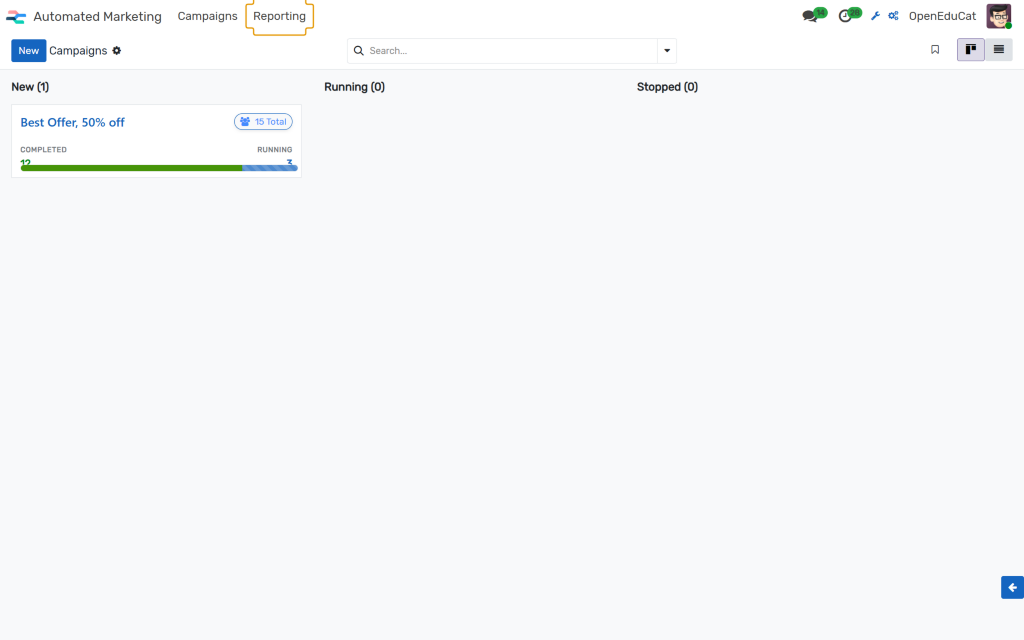 Automated Marketing
Campaigns
Reporting
14
28
OpenEduCat
New
Campaigns
Search...
New (1)
Running (0)
Stopped (0)
Best Offer, 50% off
15 Total
COMPLETED
RUNNING
12
3